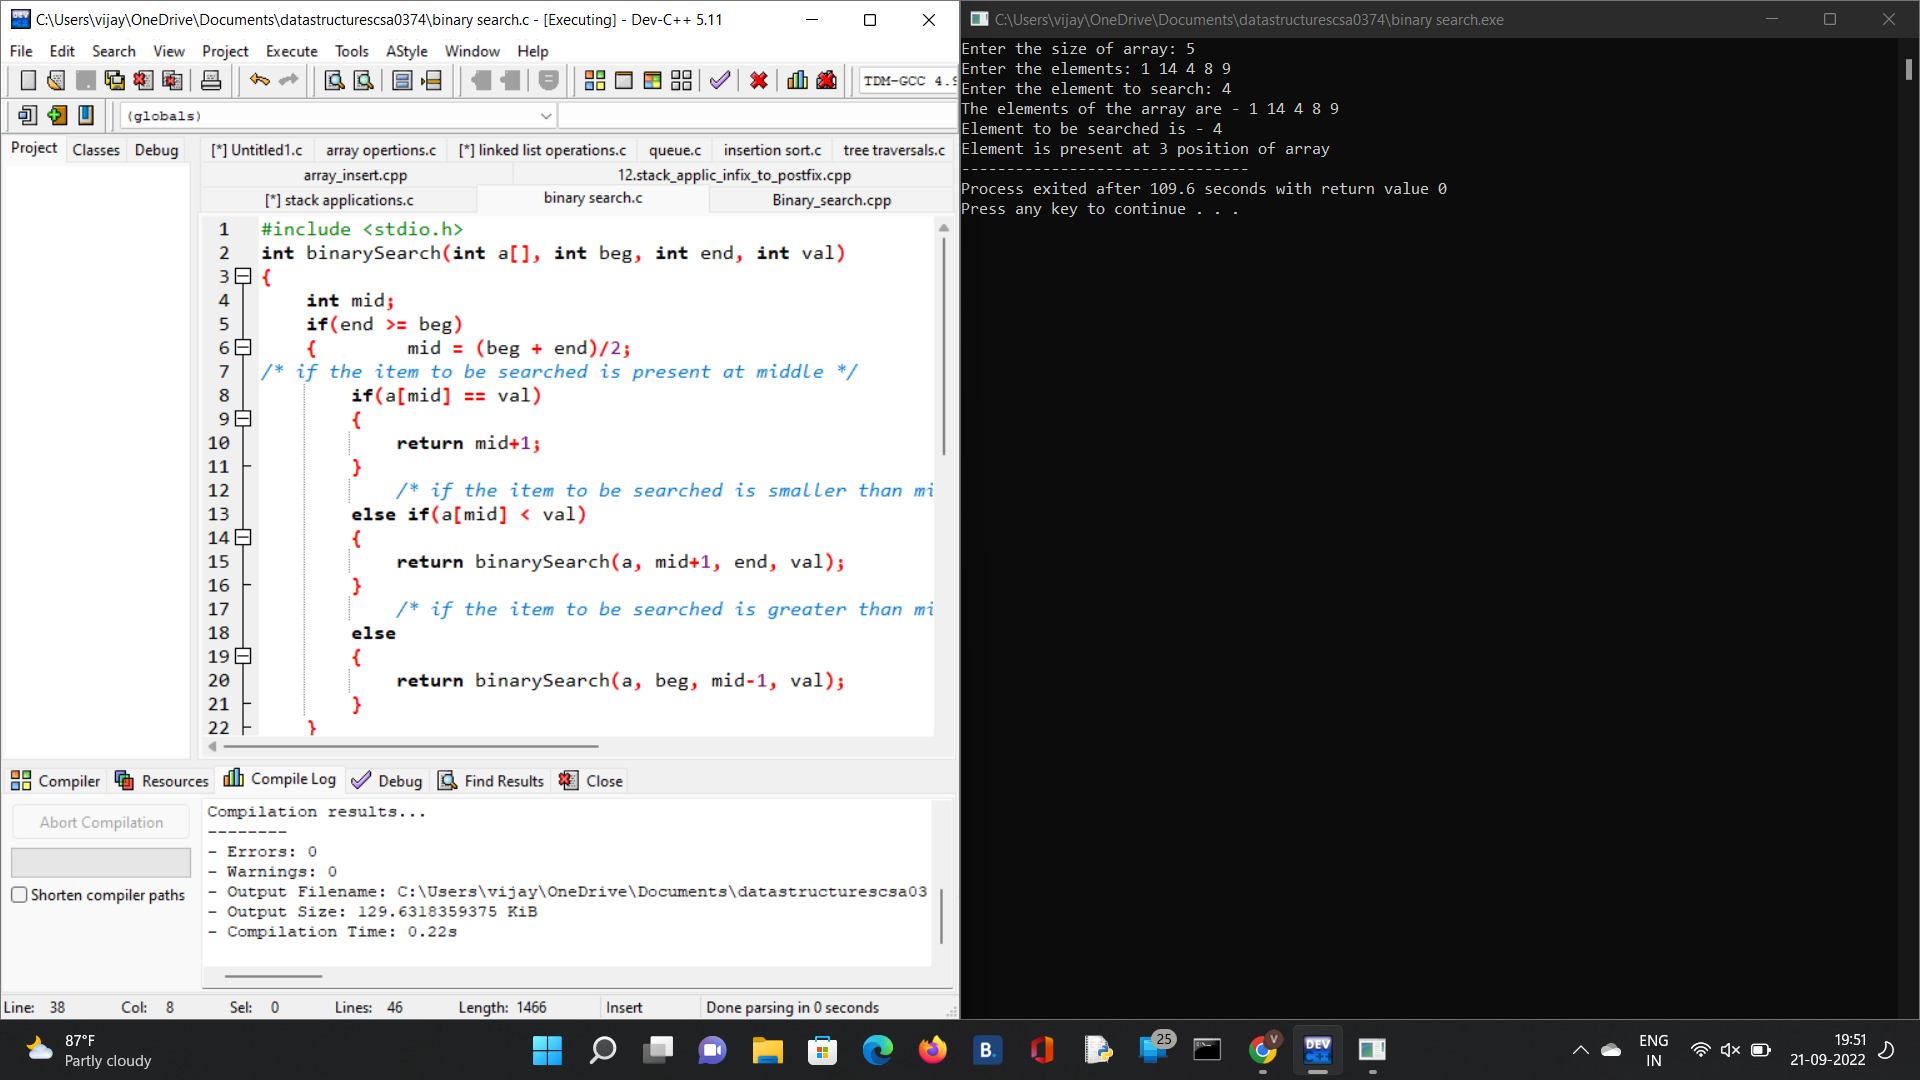 C:\Users\vijay\OneDrive\Documents\datastructurescsa0374\binary search.c - [Executing] - Dev-C++ 5.11
File Edit Search View Project Execute Tools AStyle Window Help
TDM-GCC 4.9
(globals)
Project Classes Debug
[*] Untitled1.c array opertions.c [*] linked list operations.c queue.c insertion sort.c tree traversals.c
array_insert.cpp 12.stack_applic_infix_to_postfix.cpp
[*] stack applications.c binary search.c Binary_search.cpp
1 #include <stdio.h>
2 int binarySearch(int a[], int beg, int end, int val)
3 {
4 int mid;
5 if(end >= beg)
6 { mid = (beg + end)/2;
7 /* if the item to be searched is present at middle */
8 if(a[mid] == val)
9 {
10 return mid+1;
11 }
12 /* if the item to be searched is smaller than mi
13 else if(a[mid] < val)
14 {
15 return binarySearch(a, mid+1, end, val);
16 }
17 /* if the item to be searched is greater than mi
18 else
19 {
20 return binarySearch(a, beg, mid-1, val);
21 }
22 }
Compiler Resources Compile Log Debug Find Results Close
Abort Compilation
Shorten compiler paths
Compilation results...
--------
- Errors: 0
- Warnings: 0
- Output Filename: C:\Users\vijay\OneDrive\Documents\datastructurescsa03
- Output Size: 129.6318359375 KiB
- Compilation Time: 0.22s
Line: 38 Col: 8 Sel: 0 Lines: 46 Length: 1466 Insert Done parsing in 0 seconds
C:\Users\vijay\OneDrive\Documents\datastructurescsa0374\binary search.exe
Enter the size of array: 5
Enter the elements: 1 14 4 8 9
Enter the element to search: 4
The elements of the array are - 1 14 4 8 9
Element to be searched is - 4
Element is present at 3 position of array
--------------------------------
Process exited after 109.6 seconds with return value 0
Press any key to continue . . .
87°F
Partly cloudy
B.
25
V
DEV
ENG
IN
19:51
21-09-2022